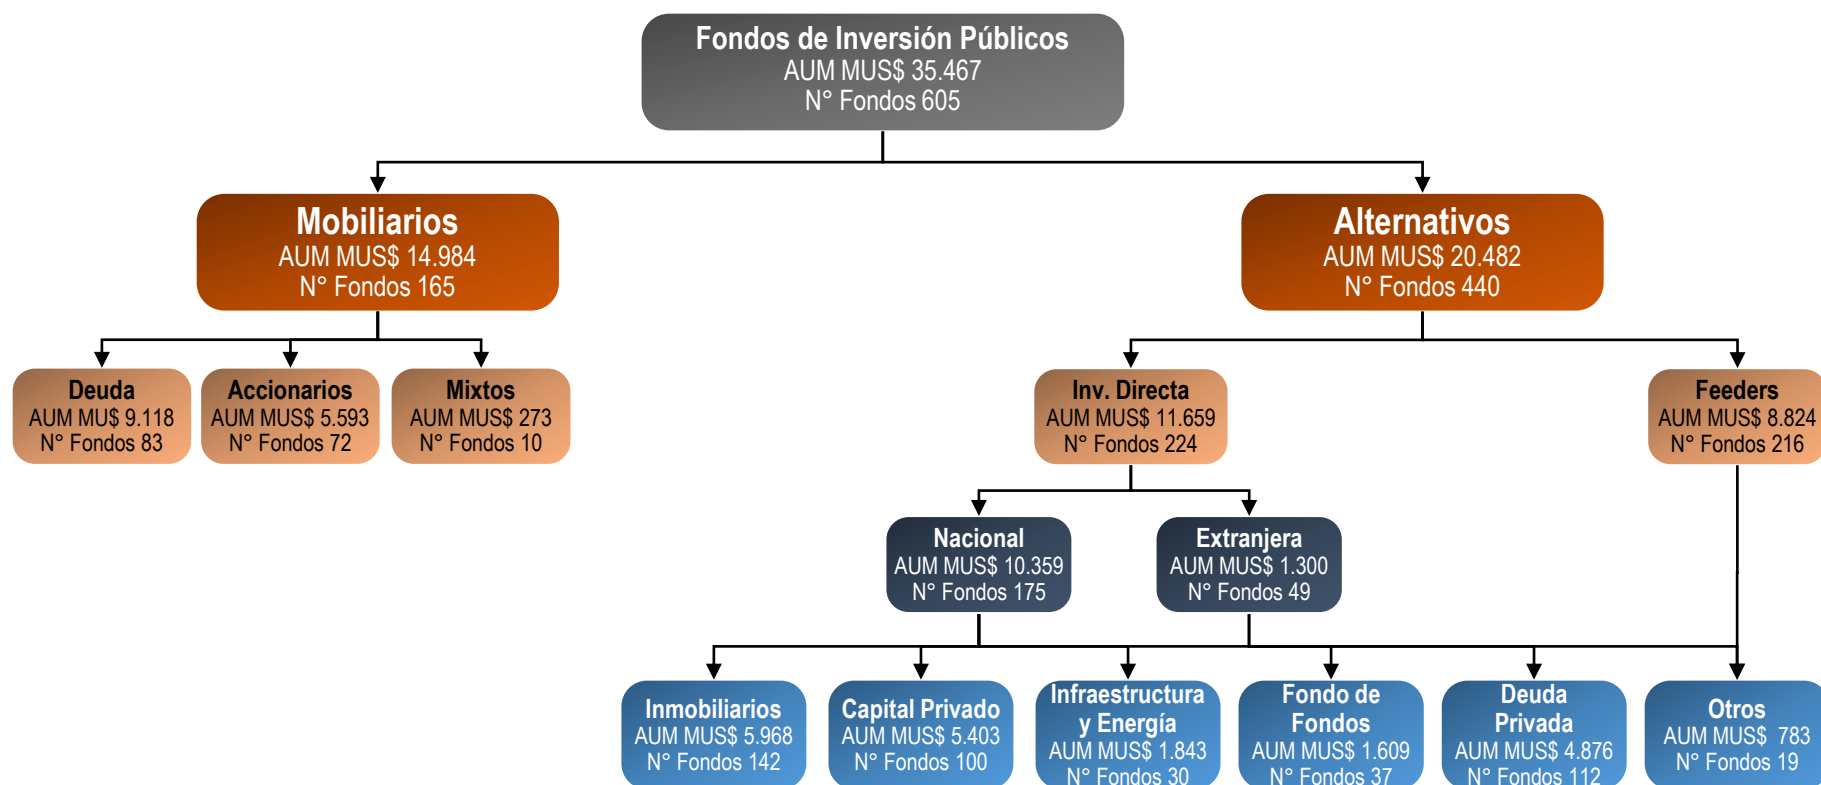 Fondos de Inversión Públicos
AUM MUS$ 35.467
N° Fondos 605
Mobiliarios
AUM MUS$ 14.984
N° Fondos 165
Alternativos
AUM MUS$ 20.482
N° Fondos 440
Deuda
AUM MU$ 9.118
N° Fondos 83
Accionarios
AUM MUS$ 5.593
N° Fondos 72
Mixtos
AUM MUS$ 273
N° Fondos 10
Inv. Directa
AUM MUS$ 11.659
N° Fondos 224
Feeders
AUM MUS$ 8.824
N° Fondos 216
Nacional
AUM MUS$ 10.359
N° Fondos 175
Extranjera
AUM MUS$ 1.300
N° Fondos 49
Inmobiliarios
AUM MUS$ 5.968
N° Fondos 142
Capital Privado
AUM MUS$ 5.403
N° Fondos 100
Infraestructura
y Energía
AUM MUS$ 1.843
N° Fondos 30
Fondo de
Fondos
AUM MUS$ 1.609
N° Fondos 37
Deuda
Privada
AUM MUS$ 4.876
N° Fondos 112
Otros
AUM MUS$ 783
N° Fondos 19